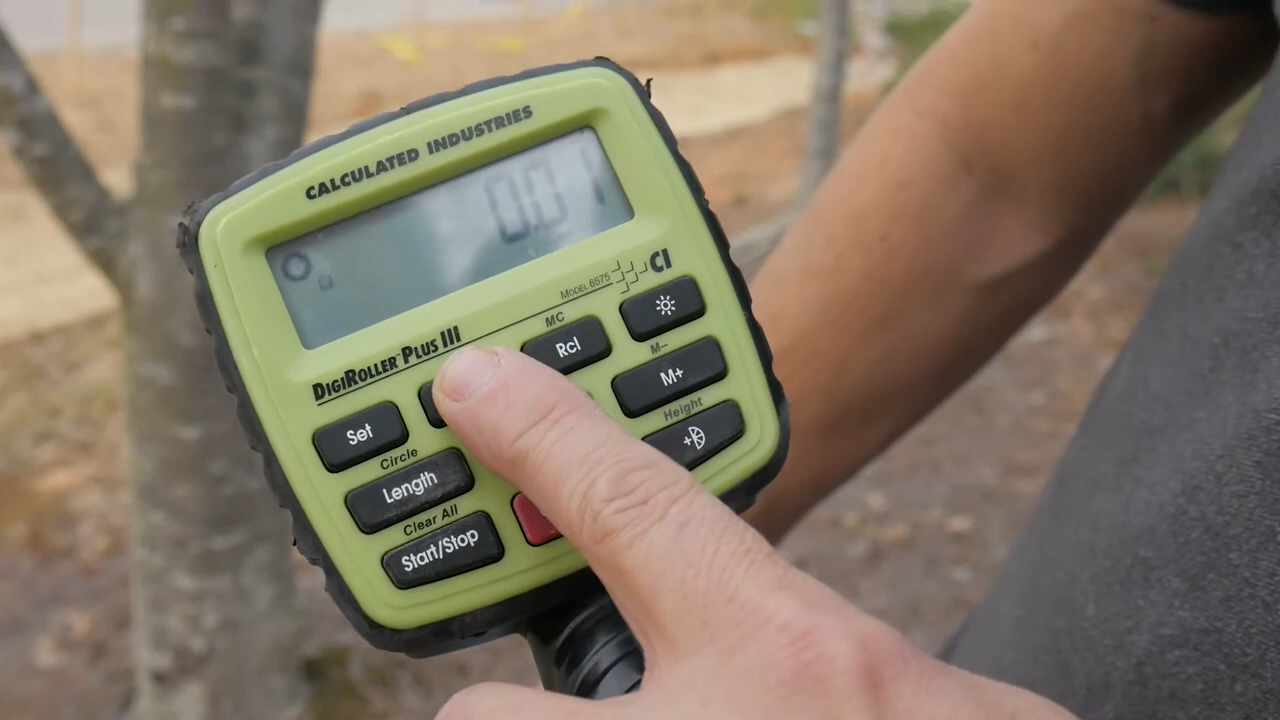 CALCULATED INDUSTRIES
0.01
MODEL 6575
CI
DIGIROLLER PLUS III
MC
Rcl
M–
Set
M+
Circle
Height
Length
Clear All
Start/Stop